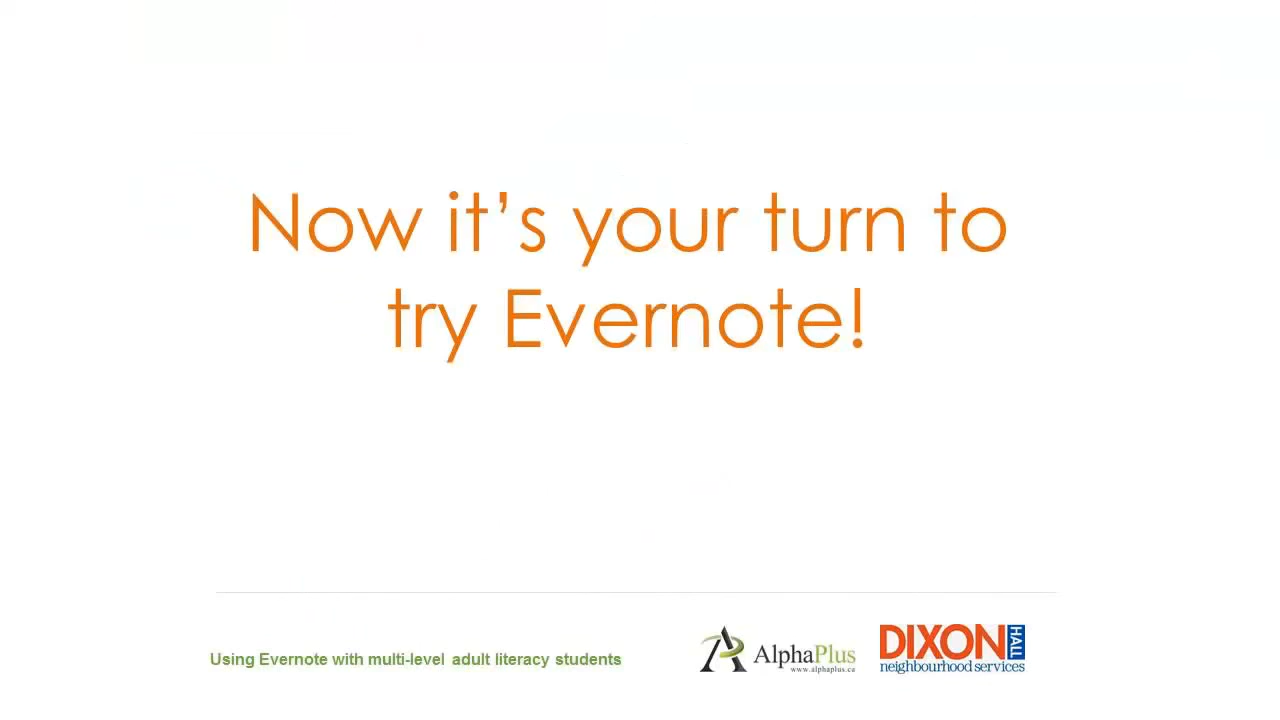 Now it’s your turn to
try Evernote!
Using Evernote with multi-level adult literacy students
AlphaPlus
www.alphaplus.ca
DIXON HALL
neighbourhood services